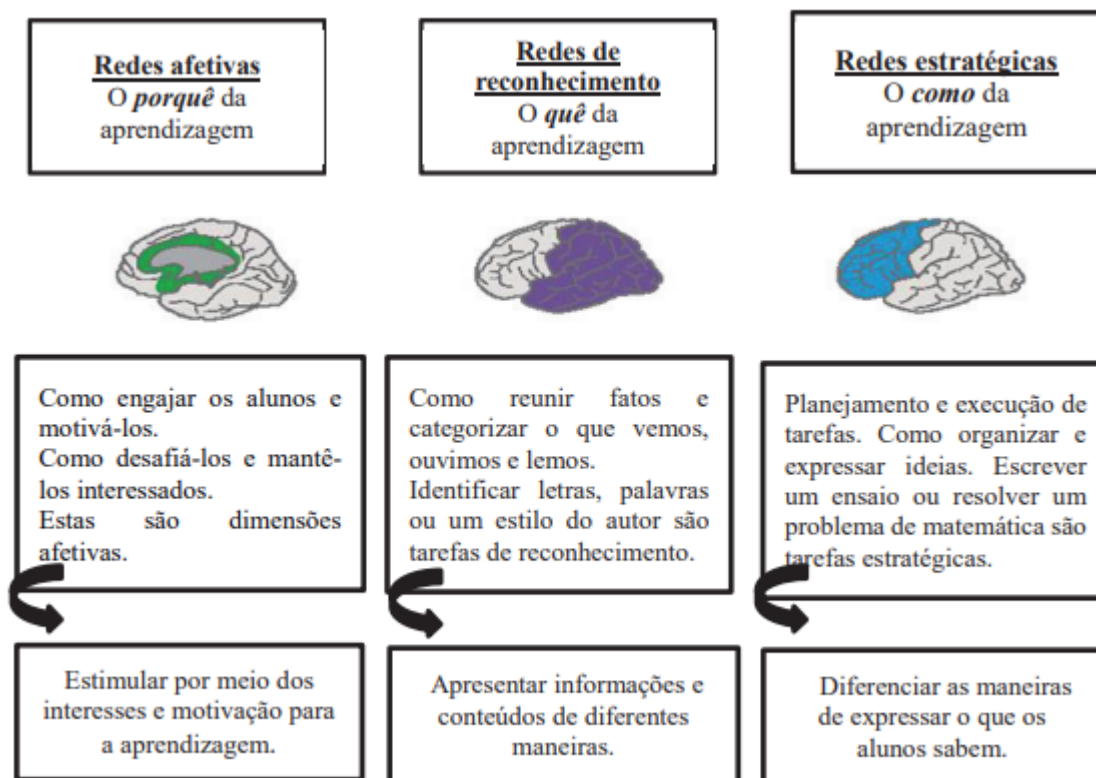 Redes afetivas
O porquê da
aprendizagem
Redes de
reconhecimento
O quê da
aprendizagem
Redes estratégicas
O como da
aprendizagem
Como engajar os alunos e
motivá-los.
Como desafiá-los e mantê-
los interessados.
Estas são dimensões
afetivas.
Como reunir fatos e
categorizar o que vemos,
ouvimos e lemos.
Identificar letras, palavras
ou um estilo do autor são
tarefas de reconhecimento.
Planejamento e execução de
tarefas. Como organizar e
expressar ideias. Escrever
um ensaio ou resolver um
problema de matemática são
tarefas estratégicas.
Estimular por meio dos
interesses e motivação para
a aprendizagem.
Apresentar informações e
conteúdos de diferentes
maneiras.
Diferenciar as maneiras
de expressar o que os
alunos sabem.